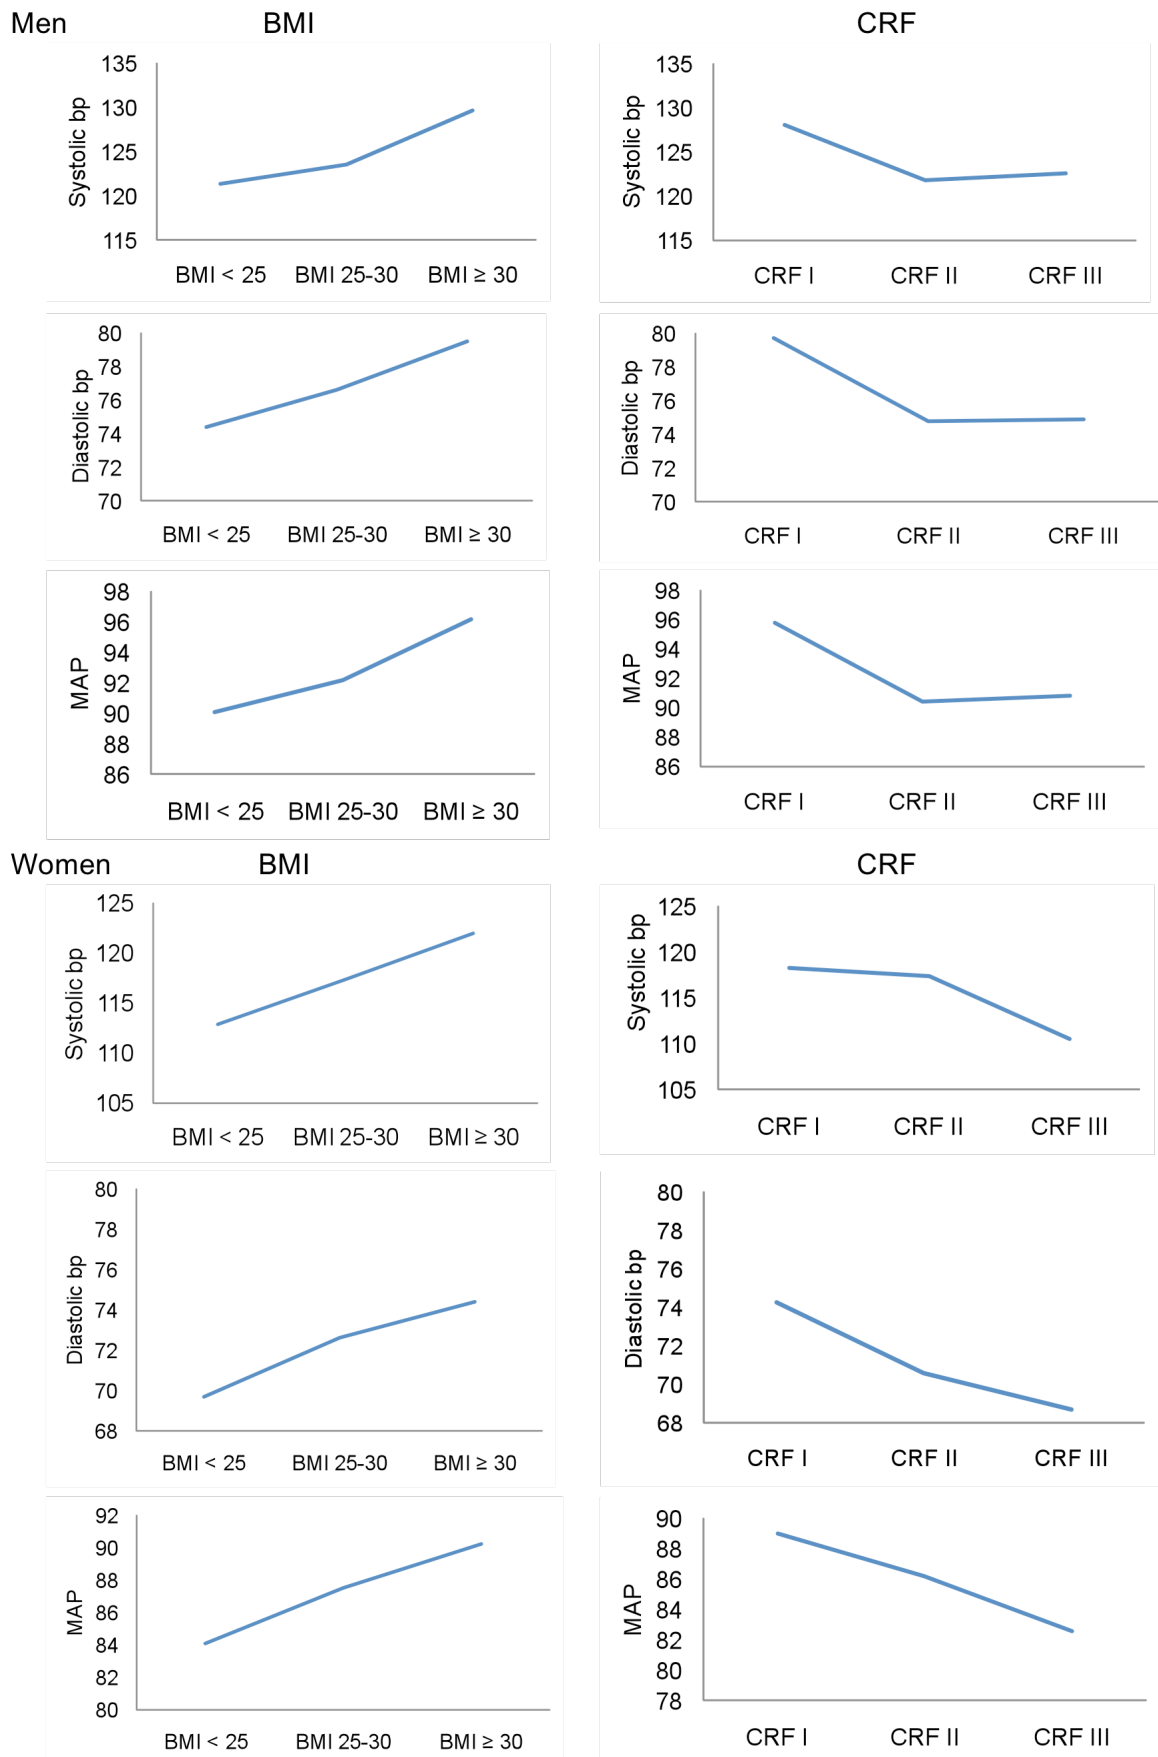 Men BMI CRF
135
130
125
120
115
Systolic bp
BMI < 25 BMI 25-30 BMI ≥ 30
135
130
125
120
115
Systolic bp
CRF I CRF II CRF III
80
78
76
74
72
70
Diastolic bp
BMI < 25 BMI 25-30 BMI ≥ 30
80
78
76
74
72
70
Diastolic bp
CRF I CRF II CRF III
98
96
94
92
90
88
86
MAP
BMI < 25 BMI 25-30 BMI ≥ 30
98
96
94
92
90
88
86
MAP
CRF I CRF II CRF III
Women BMI CRF
125
120
115
110
105
Systolic bp
BMI < 25 BMI 25-30 BMI ≥ 30
125
120
115
110
105
Systolic bp
CRF I CRF II CRF III
80
78
76
74
72
70
68
Diastolic bp
BMI < 25 BMI 25-30 BMI ≥ 30
80
78
76
74
72
70
68
Diastolic bp
CRF I CRF II CRF III
92
90
88
86
84
82
80
MAP
BMI < 25 BMI 25-30 BMI ≥ 30
90
88
86
84
82
80
78
MAP
CRF I CRF II CRF III